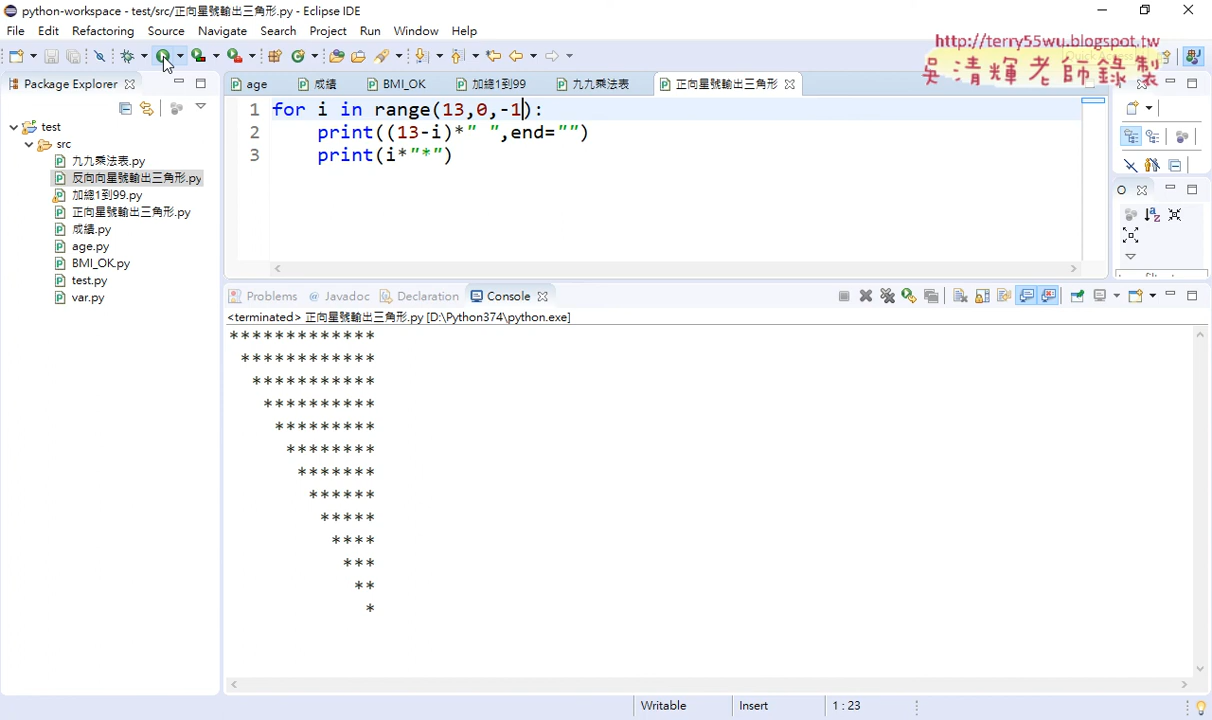 python-workspace - test/src/正向星號輸出三角形.py - Eclipse IDE
File Edit Refactoring Source Navigate Search Project Run Window Help
http://terry55wu.blogspot.tw
吳清輝老師錄製
Package Explorer
age 成績 BMI_OK 加總1到99 九九乘法表 正向星號輸出三角形
test
src
九九乘法表.py
反向向星號輸出三角形.py
加總1到99.py
正向星號輸出三角形.py
成績.py
age.py
BMI_OK.py
test.py
var.py
1 for i in range(13,0,-1):
2 print((13-i)*" ",end="")
3 print(i*"*")
Problems @ Javadoc Declaration Console
<terminated> 正向星號輸出三角形.py [D:\Python374\python.exe]
*************
************
***********
**********
*********
********
*******
******
*****
****
***
**
*
Writable Insert 1 : 23